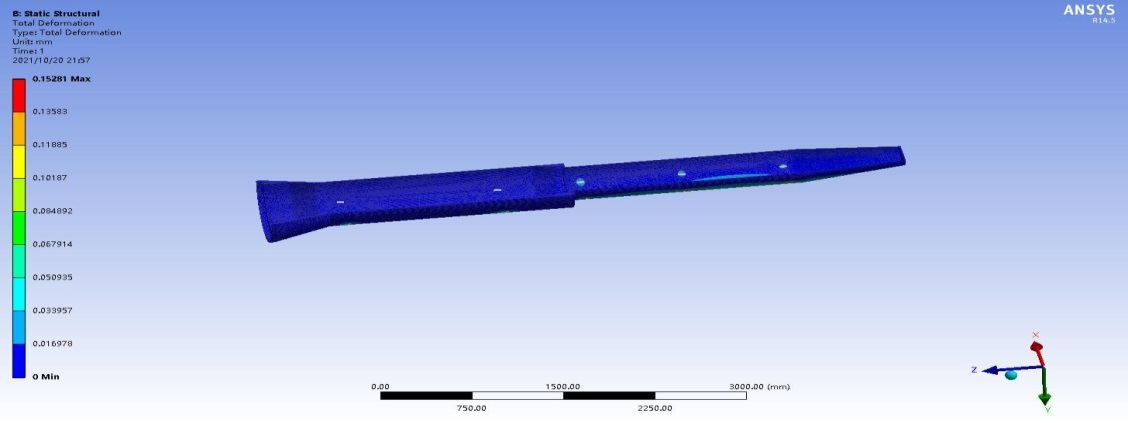 B: Static Structural
Total Deformation
Type: Total Deformation
Unit: mm
Time: 1
2021/10/20 21:57
ANSYS
R14.5
0.15281 Max
0.13583
0.11885
0.10187
0.084892
0.067914
0.050935
0.033957
0.016978
0 Min
0.00 1500.00 3000.00 (mm)
750.00 2250.00
X
Z
Y